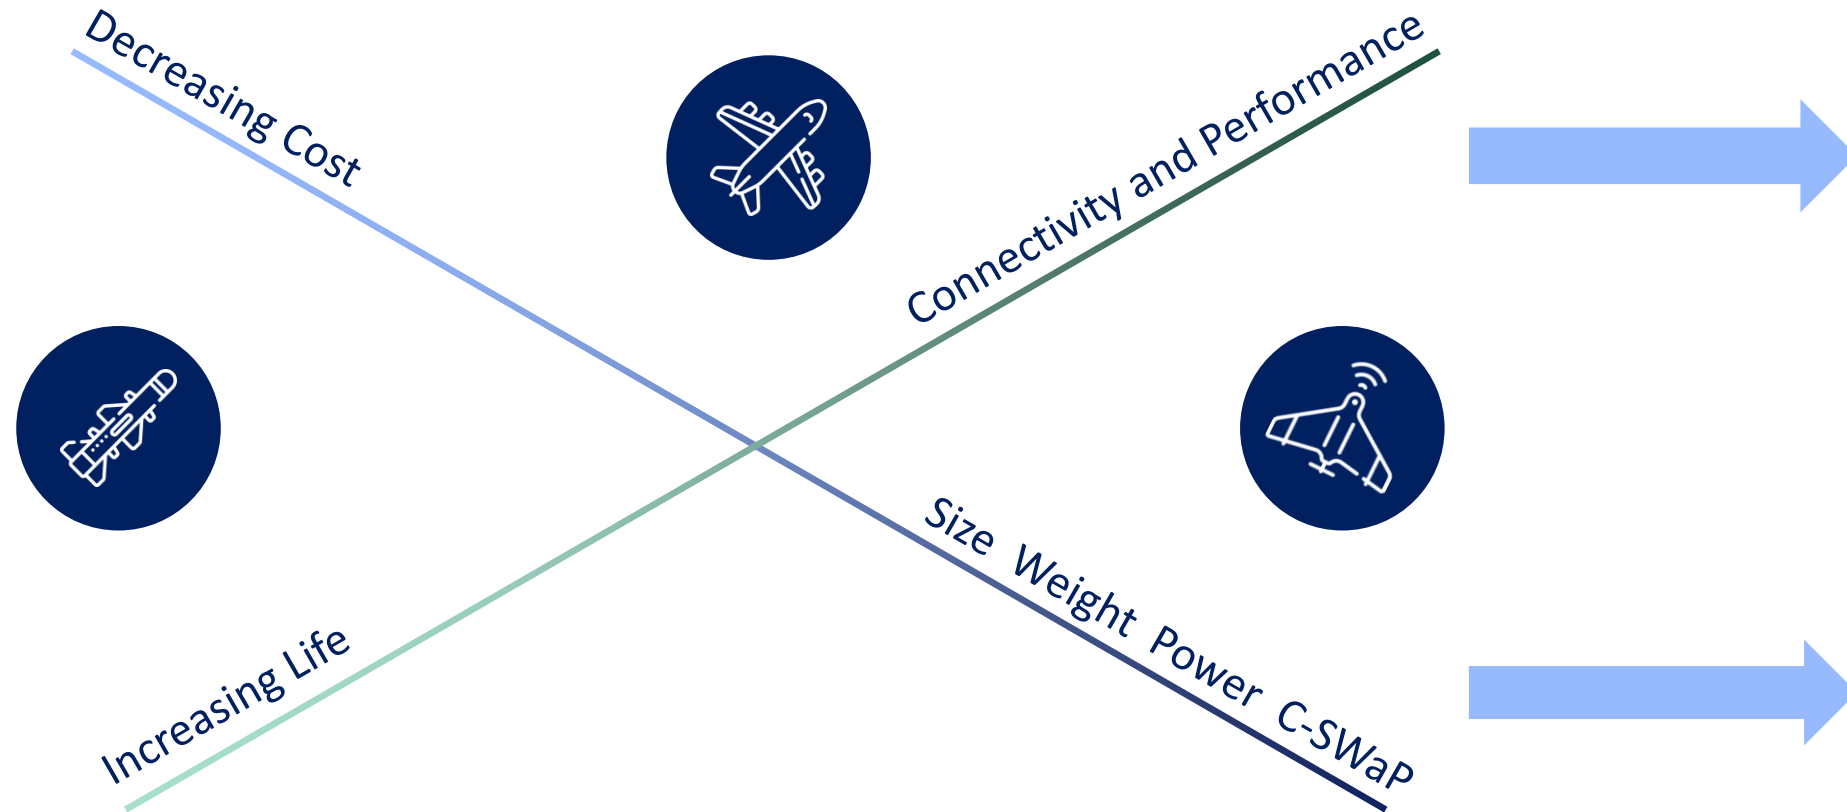 Decreasing Cost
Connectivity and Performance
Size Weight Power C-SWaP
Increasing Life